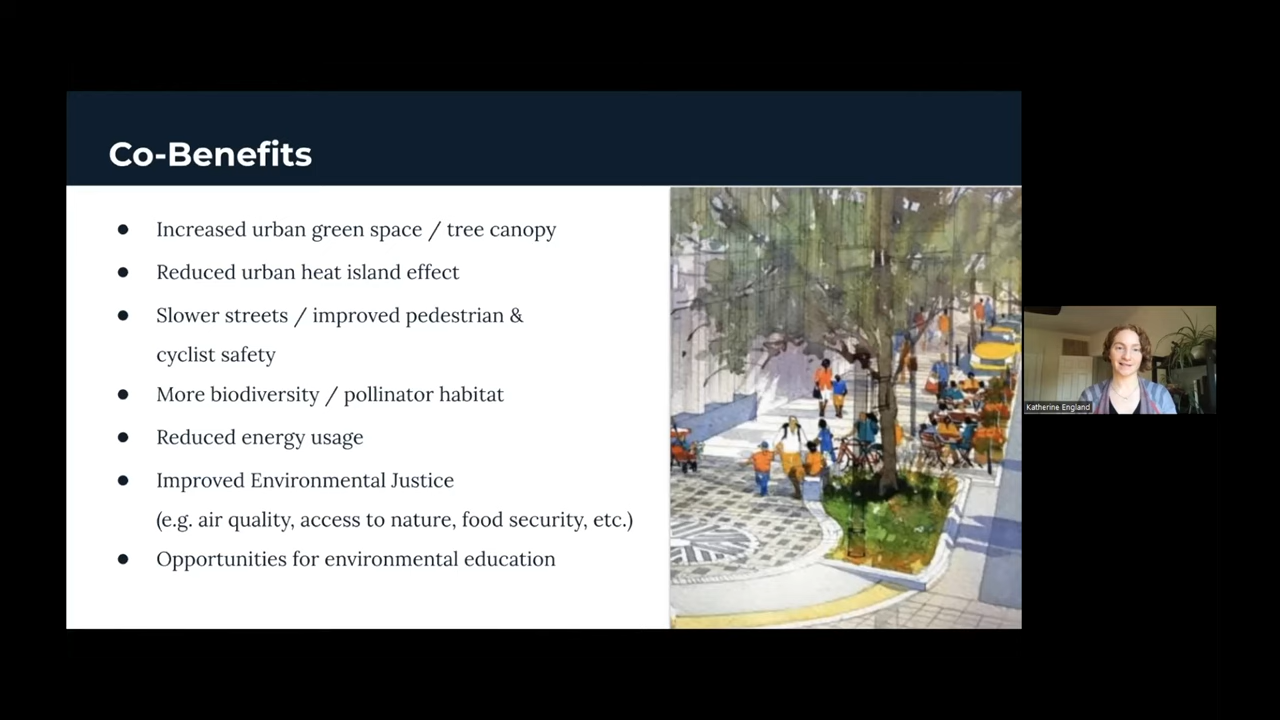 Co-Benefits
● Increased urban green space / tree canopy
● Reduced urban heat island effect
● Slower streets / improved pedestrian &
cyclist safety
● More biodiversity / pollinator habitat
● Reduced energy usage
● Improved Environmental Justice
(e.g. air quality, access to nature, food security, etc.)
● Opportunities for environmental education
Katherine England